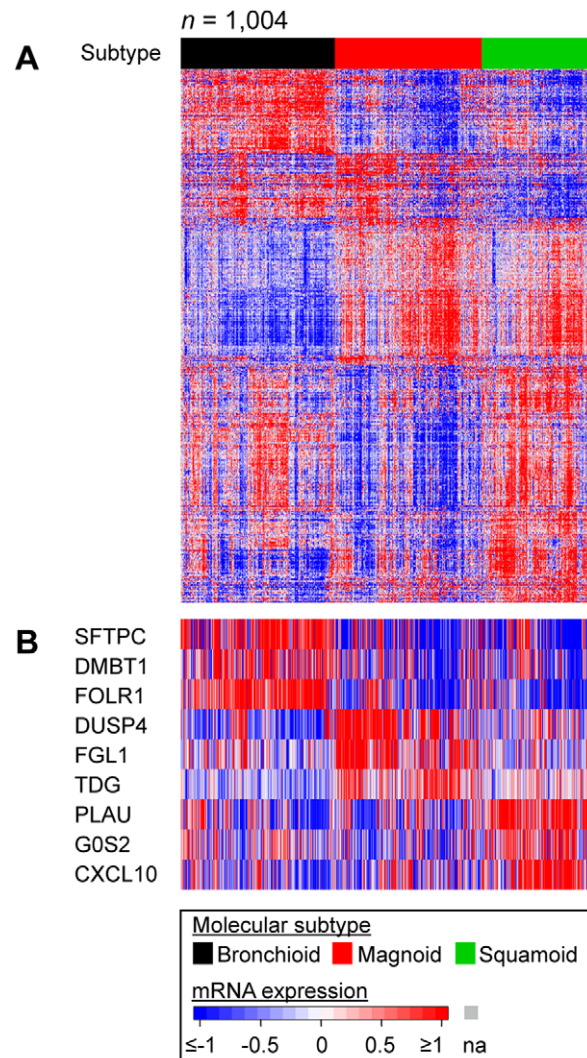 n = 1,004
A
Subtype
B
SFTPC
DMBT1
FOLR1
DUSP4
FGL1
TDG
PLAU
G0S2
CXCL10
Molecular subtype
Bronchioid Magnoid Squamoid
mRNA expression
≤-1 -0.5 0 0.5 ≥1 na